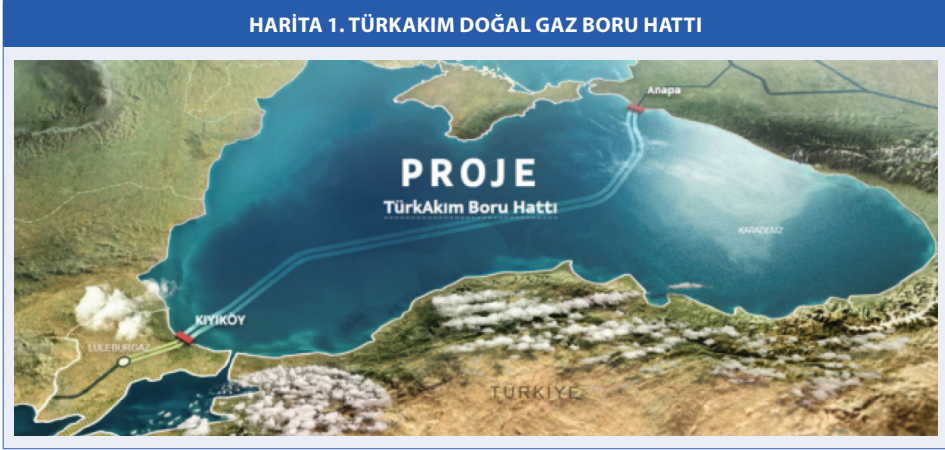 HARİTA 1. TÜRKAKIM DOĞAL GAZ BORU HATTI
Anapa
PROJE
TürkAkım Boru Hattı
KARADENİZ
KIYIKÖY
LÜLEBURGAZ
TÜRKİYE